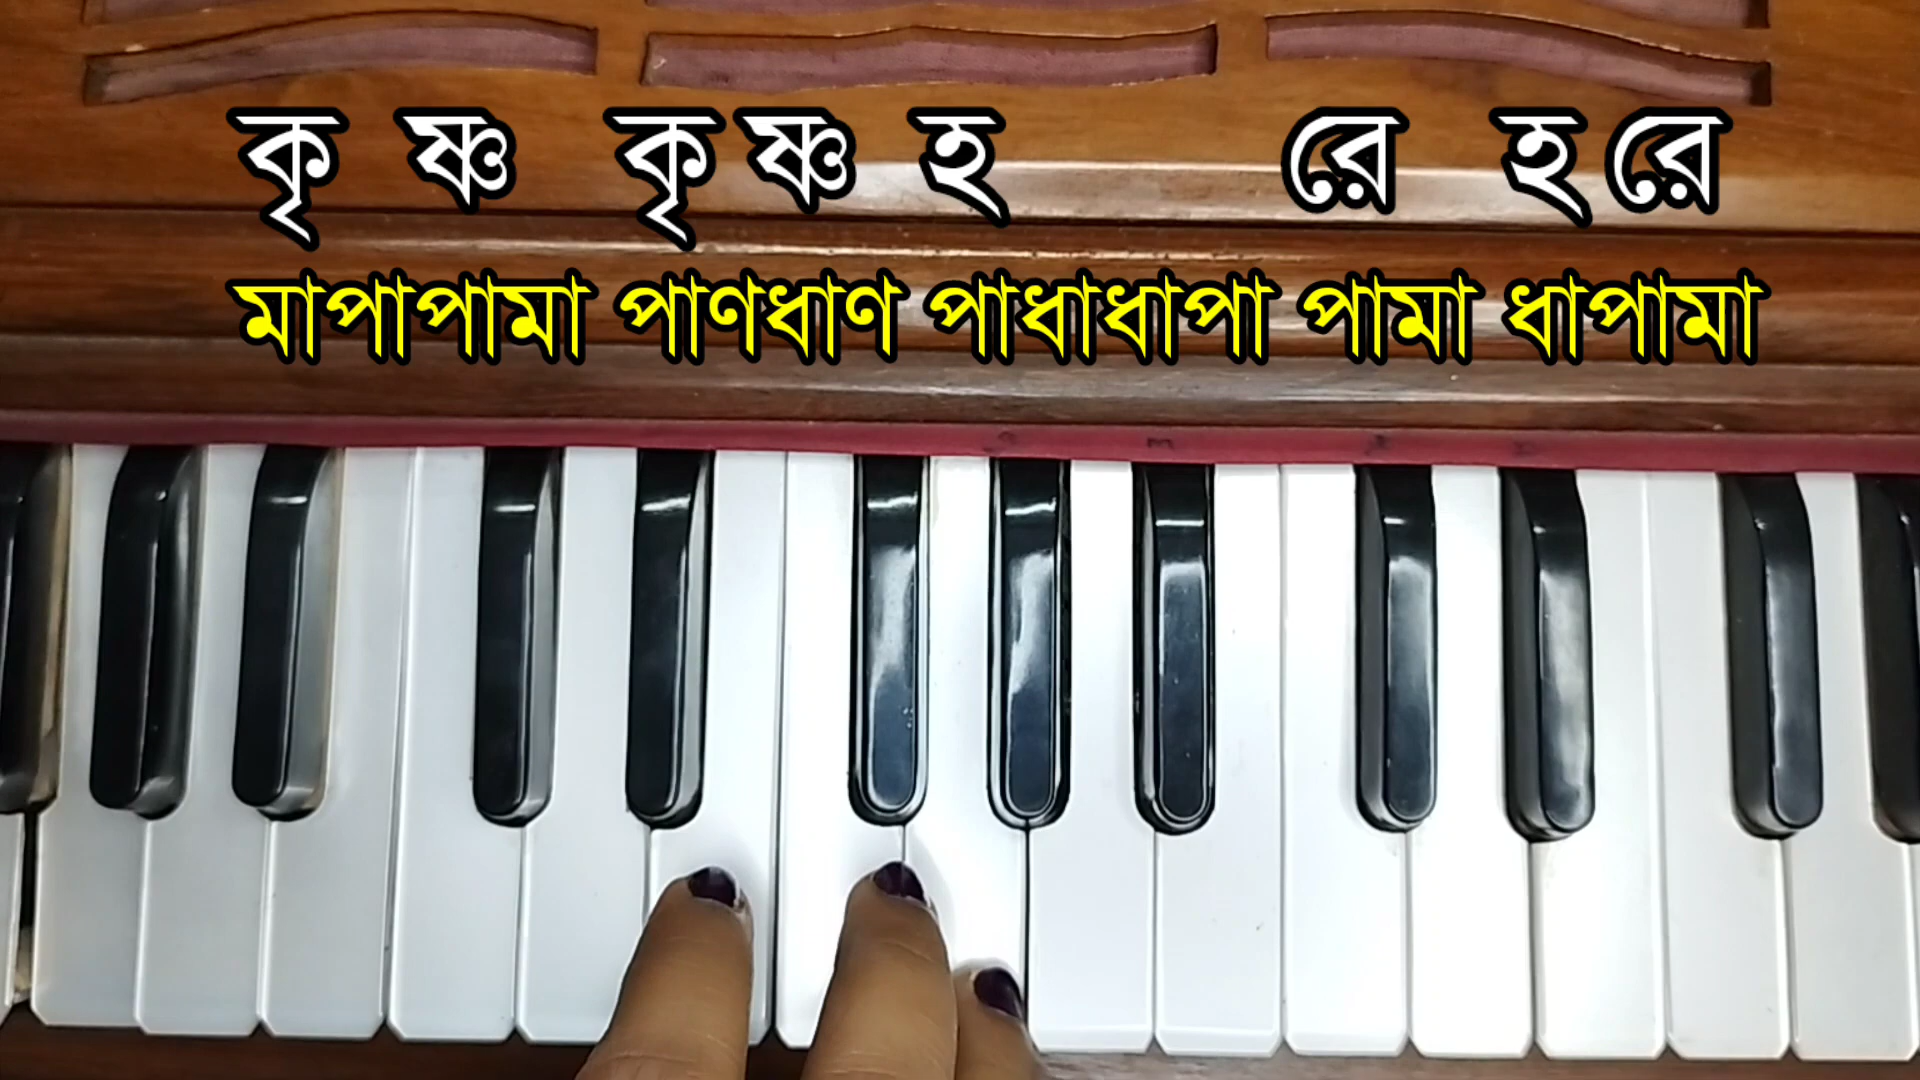 কৃ ষ্ণ কৃষ্ণ হ রে হরে
মাপাপামা পাণধাণ পাধাধাপা পামা ধাপামা